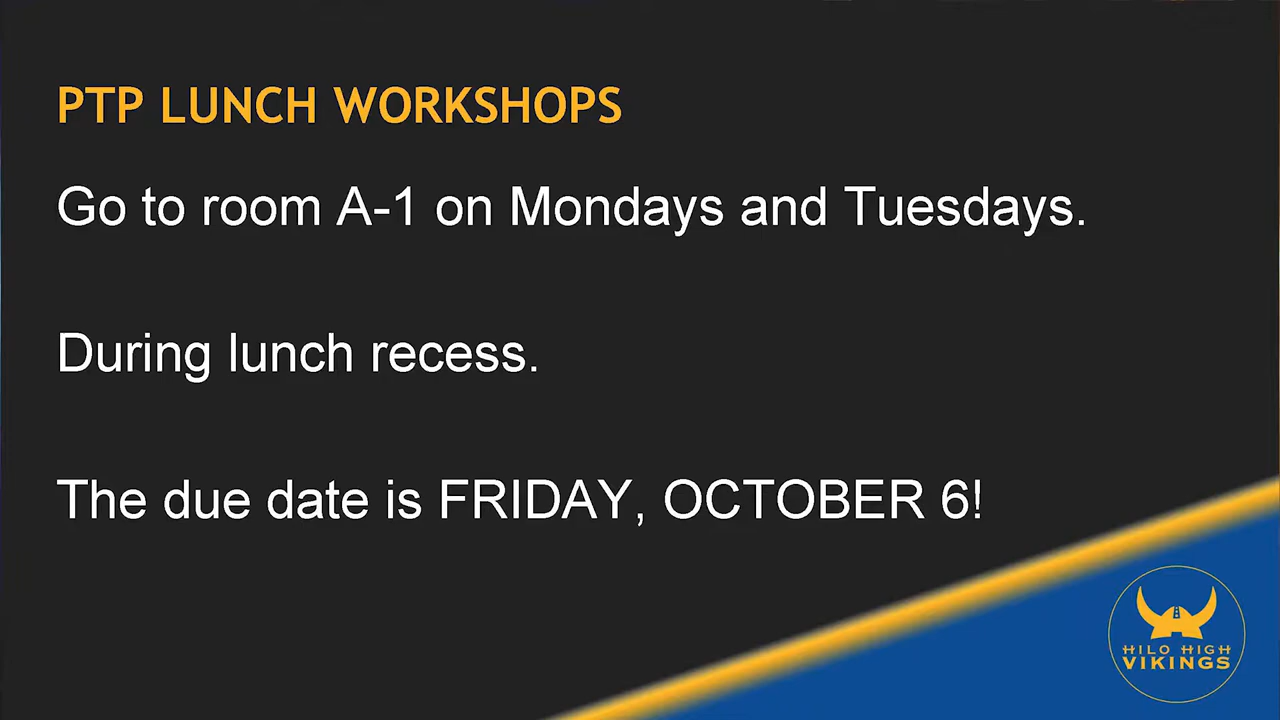 PTP LUNCH WORKSHOPS
Go to room A-1 on Mondays and Tuesdays.
During lunch recess.
The due date is FRIDAY, OCTOBER 6!
HILO HIGH
VIKINGS